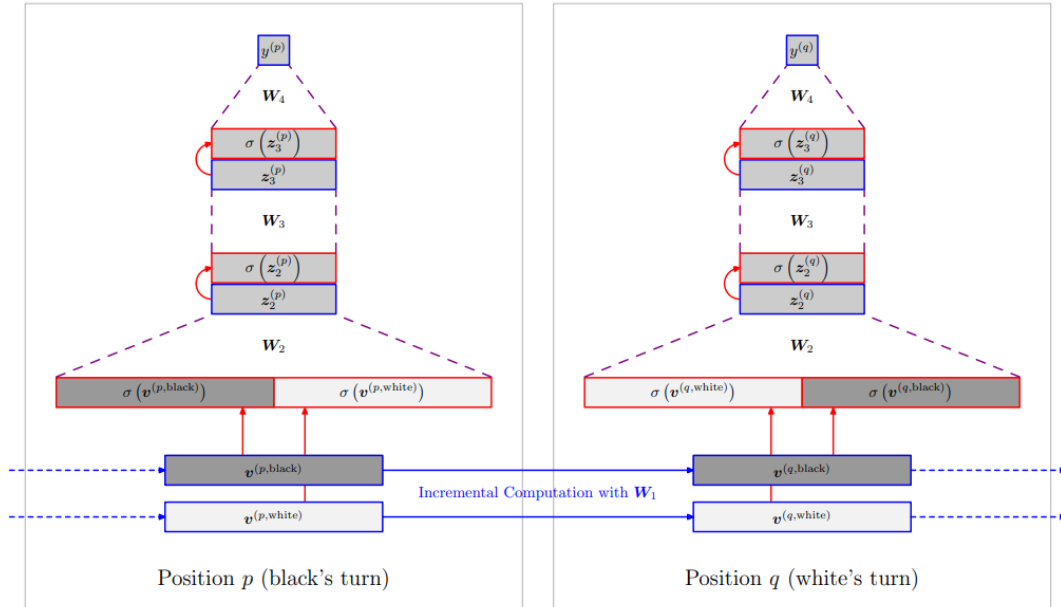 y^(p)
W_4
σ (z_3^(p))
z_3^(p)
W_3
σ (z_2^(p))
z_2^(p)
W_2
σ (v^(p,black)) σ (v^(p,white))
v^(p,black)
v^(p,white)
Position p (black's turn)
Incremental Computation with W_1
y^(q)
W_4
σ (z_3^(q))
z_3^(q)
W_3
σ (z_2^(q))
z_2^(q)
W_2
σ (v^(q,white)) σ (v^(q,black))
v^(q,black)
v^(q,white)
Position q (white's turn)